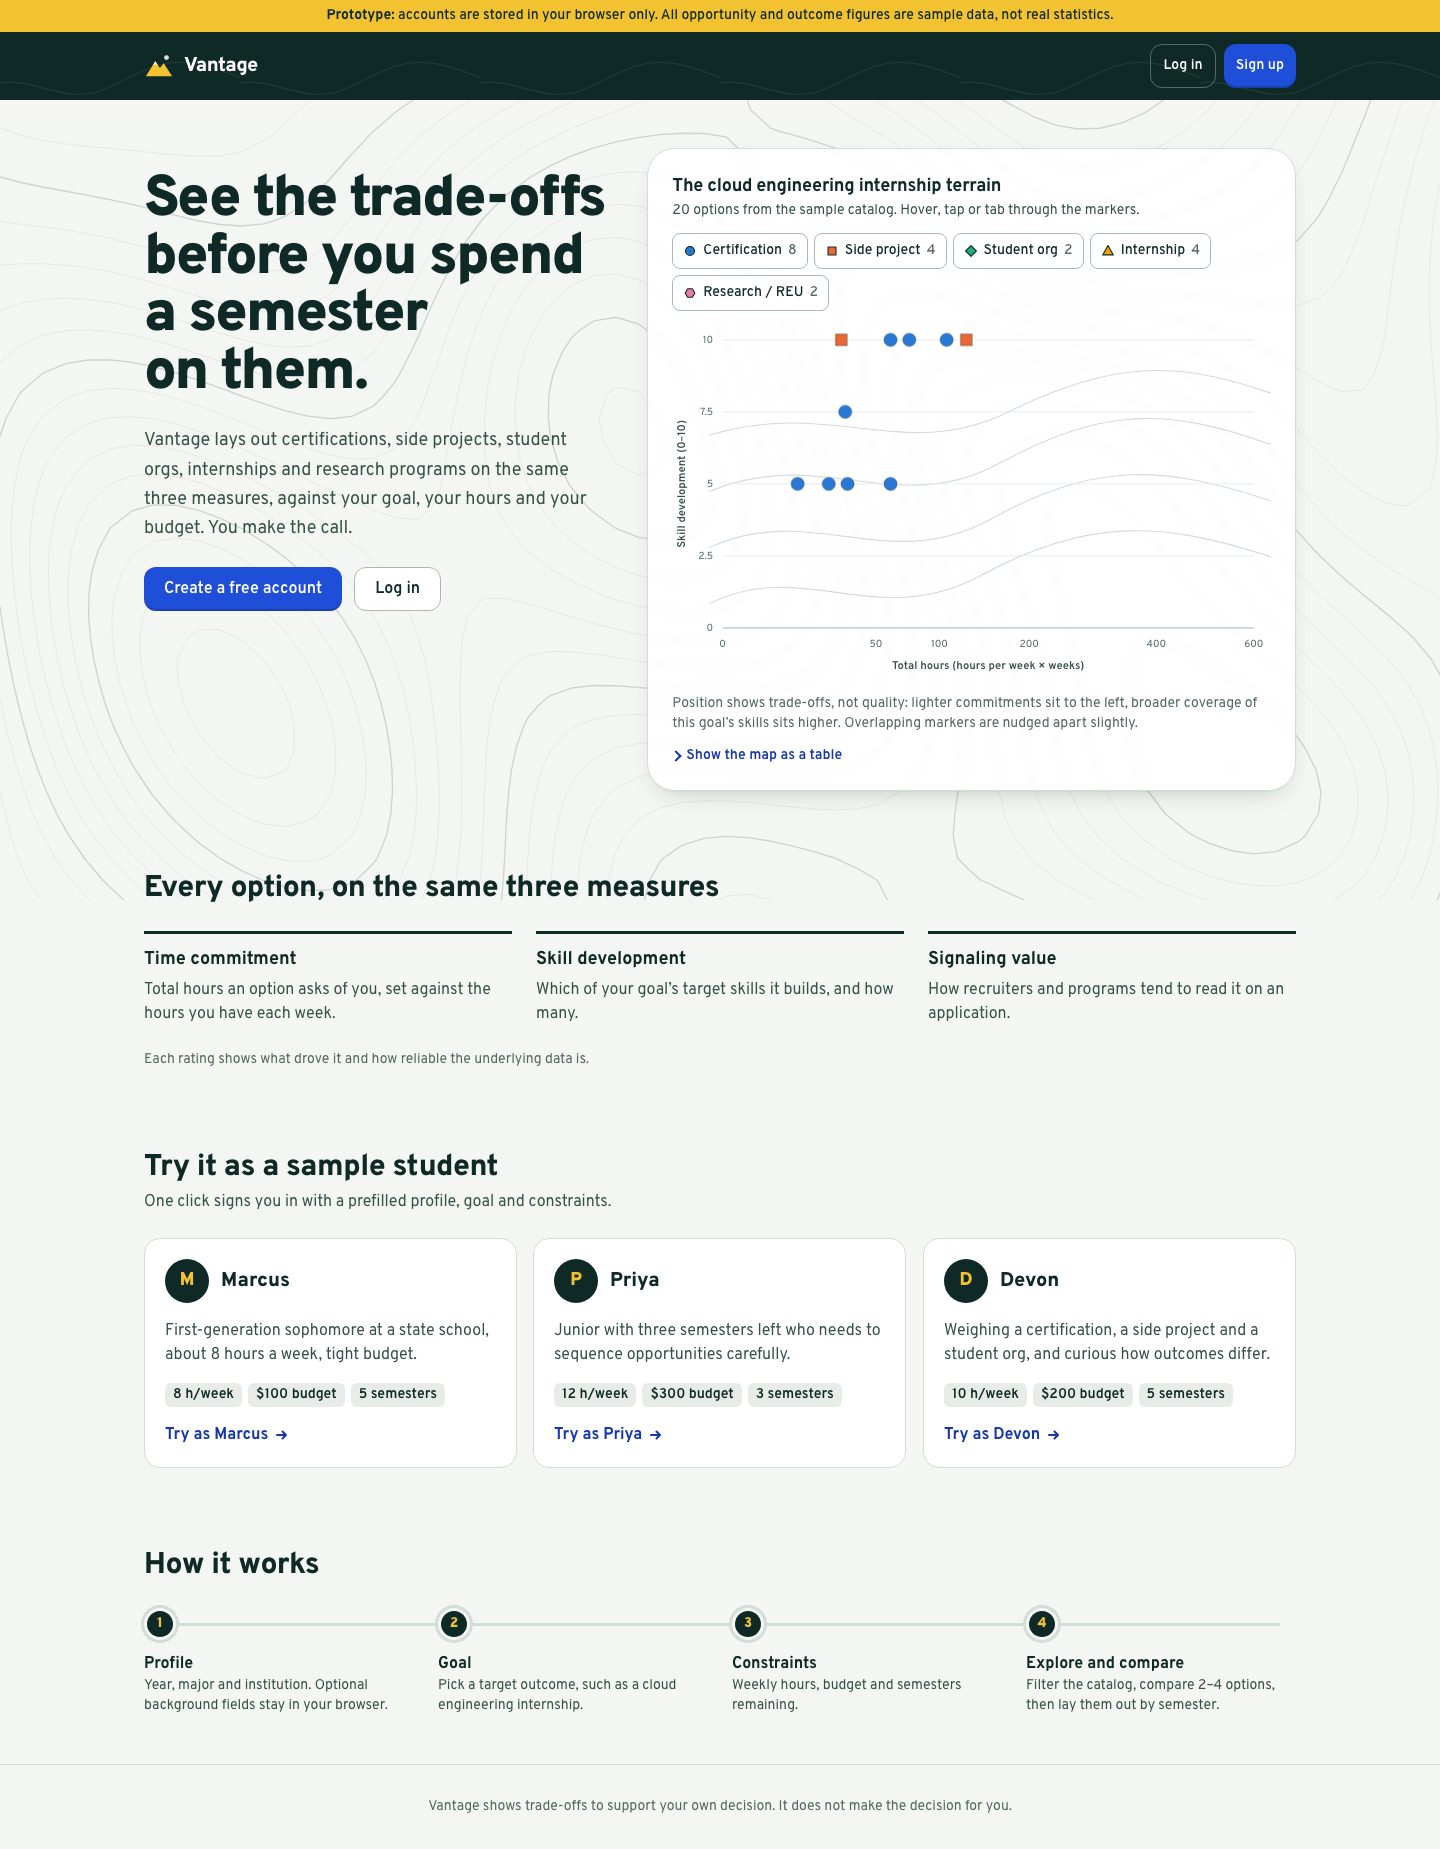 Prototype: accounts are stored in your browser only. All opportunity and outcome figures are sample data, not real statistics.
Vantage
Log in
Sign up
See the trade-offs
before you spend
a semester
on them.
Vantage lays out certifications, side projects, student
orgs, internships and research programs on the same
three measures, against your goal, your hours and your
budget. You make the call.
Create a free account
Log in
The cloud engineering internship terrain
20 options from the sample catalog. Hover, tap or tab through the markers.
Certification 8
Side project 4
Student org 2
Internship 4
Research / REU 2
10
7.5
5
2.5
0
Skill development (0–10)
0
50
100
200
400
600
Total hours (hours per week × weeks)
Position shows trade-offs, not quality: lighter commitments sit to the left, broader coverage of
this goal’s skills sits higher. Overlapping markers are nudged apart slightly.
Show the map as a table
Every option, on the same three measures
Time commitment
Total hours an option asks of you, set against the
hours you have each week.
Skill development
Which of your goal’s target skills it builds, and how
many.
Signaling value
How recruiters and programs tend to read it on an
application.
Each rating shows what drove it and how reliable the underlying data is.
Try it as a sample student
One click signs you in with a prefilled profile, goal and constraints.
M
Marcus
First-generation sophomore at a state school,
about 8 hours a week, tight budget.
8 h/week
$100 budget
5 semesters
Try as Marcus →
P
Priya
Junior with three semesters left who needs to
sequence opportunities carefully.
12 h/week
$300 budget
3 semesters
Try as Priya →
D
Devon
Weighing a certification, a side project and a
student org, and curious how outcomes differ.
10 h/week
$200 budget
5 semesters
Try as Devon →
How it works
1
Profile
Year, major and institution. Optional
background fields stay in your browser.
2
Goal
Pick a target outcome, such as a cloud
engineering internship.
3
Constraints
Weekly hours, budget and semesters
remaining.
4
Explore and compare
Filter the catalog, compare 2–4 options,
then lay them out by semester.
Vantage shows trade-offs to support your own decision. It does not make the decision for you.